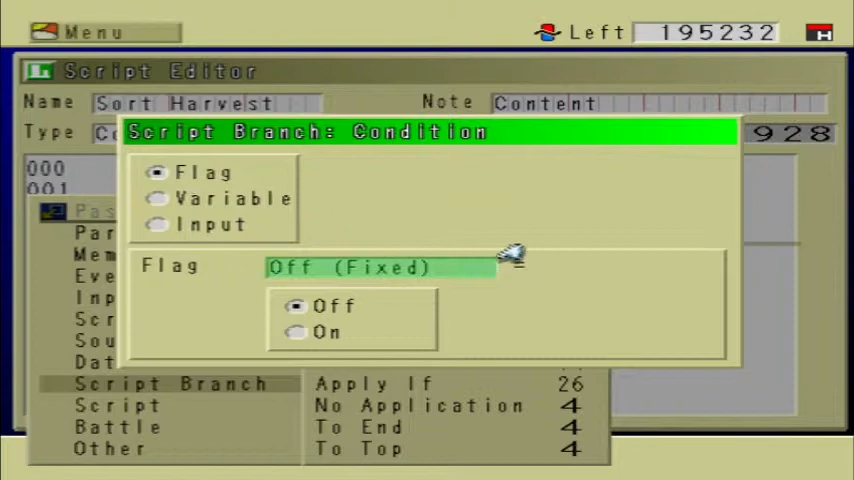 Menu
Left 195232
Script Editor
Name Sort Harvest Note Content
Type Co 928
Script Branch: Condition
000
001
Flag
Variable
Input
Pas
Par
Mem
Eve
Inp
Scr
Sou
Dat
Flag Off (Fixed) =
Off
On
Script Branch Apply If 26
Script No Application 4
Battle To End 4
Other To Top 4